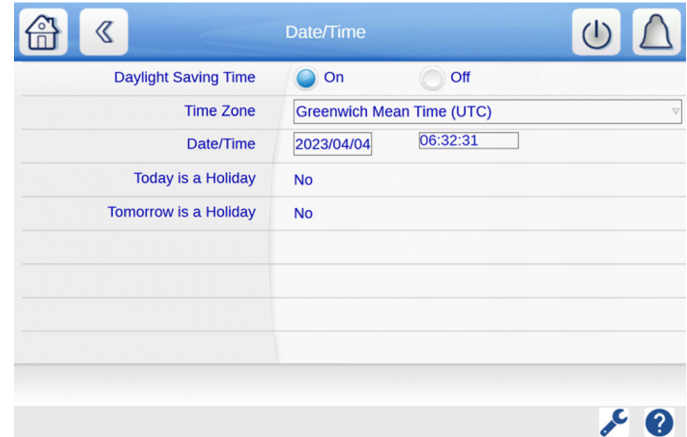 Date/Time
Daylight Saving Time On Off
Time Zone Greenwich Mean Time (UTC)
Date/Time 2023/04/04 06:32:31
Today is a Holiday No
Tomorrow is a Holiday No
?